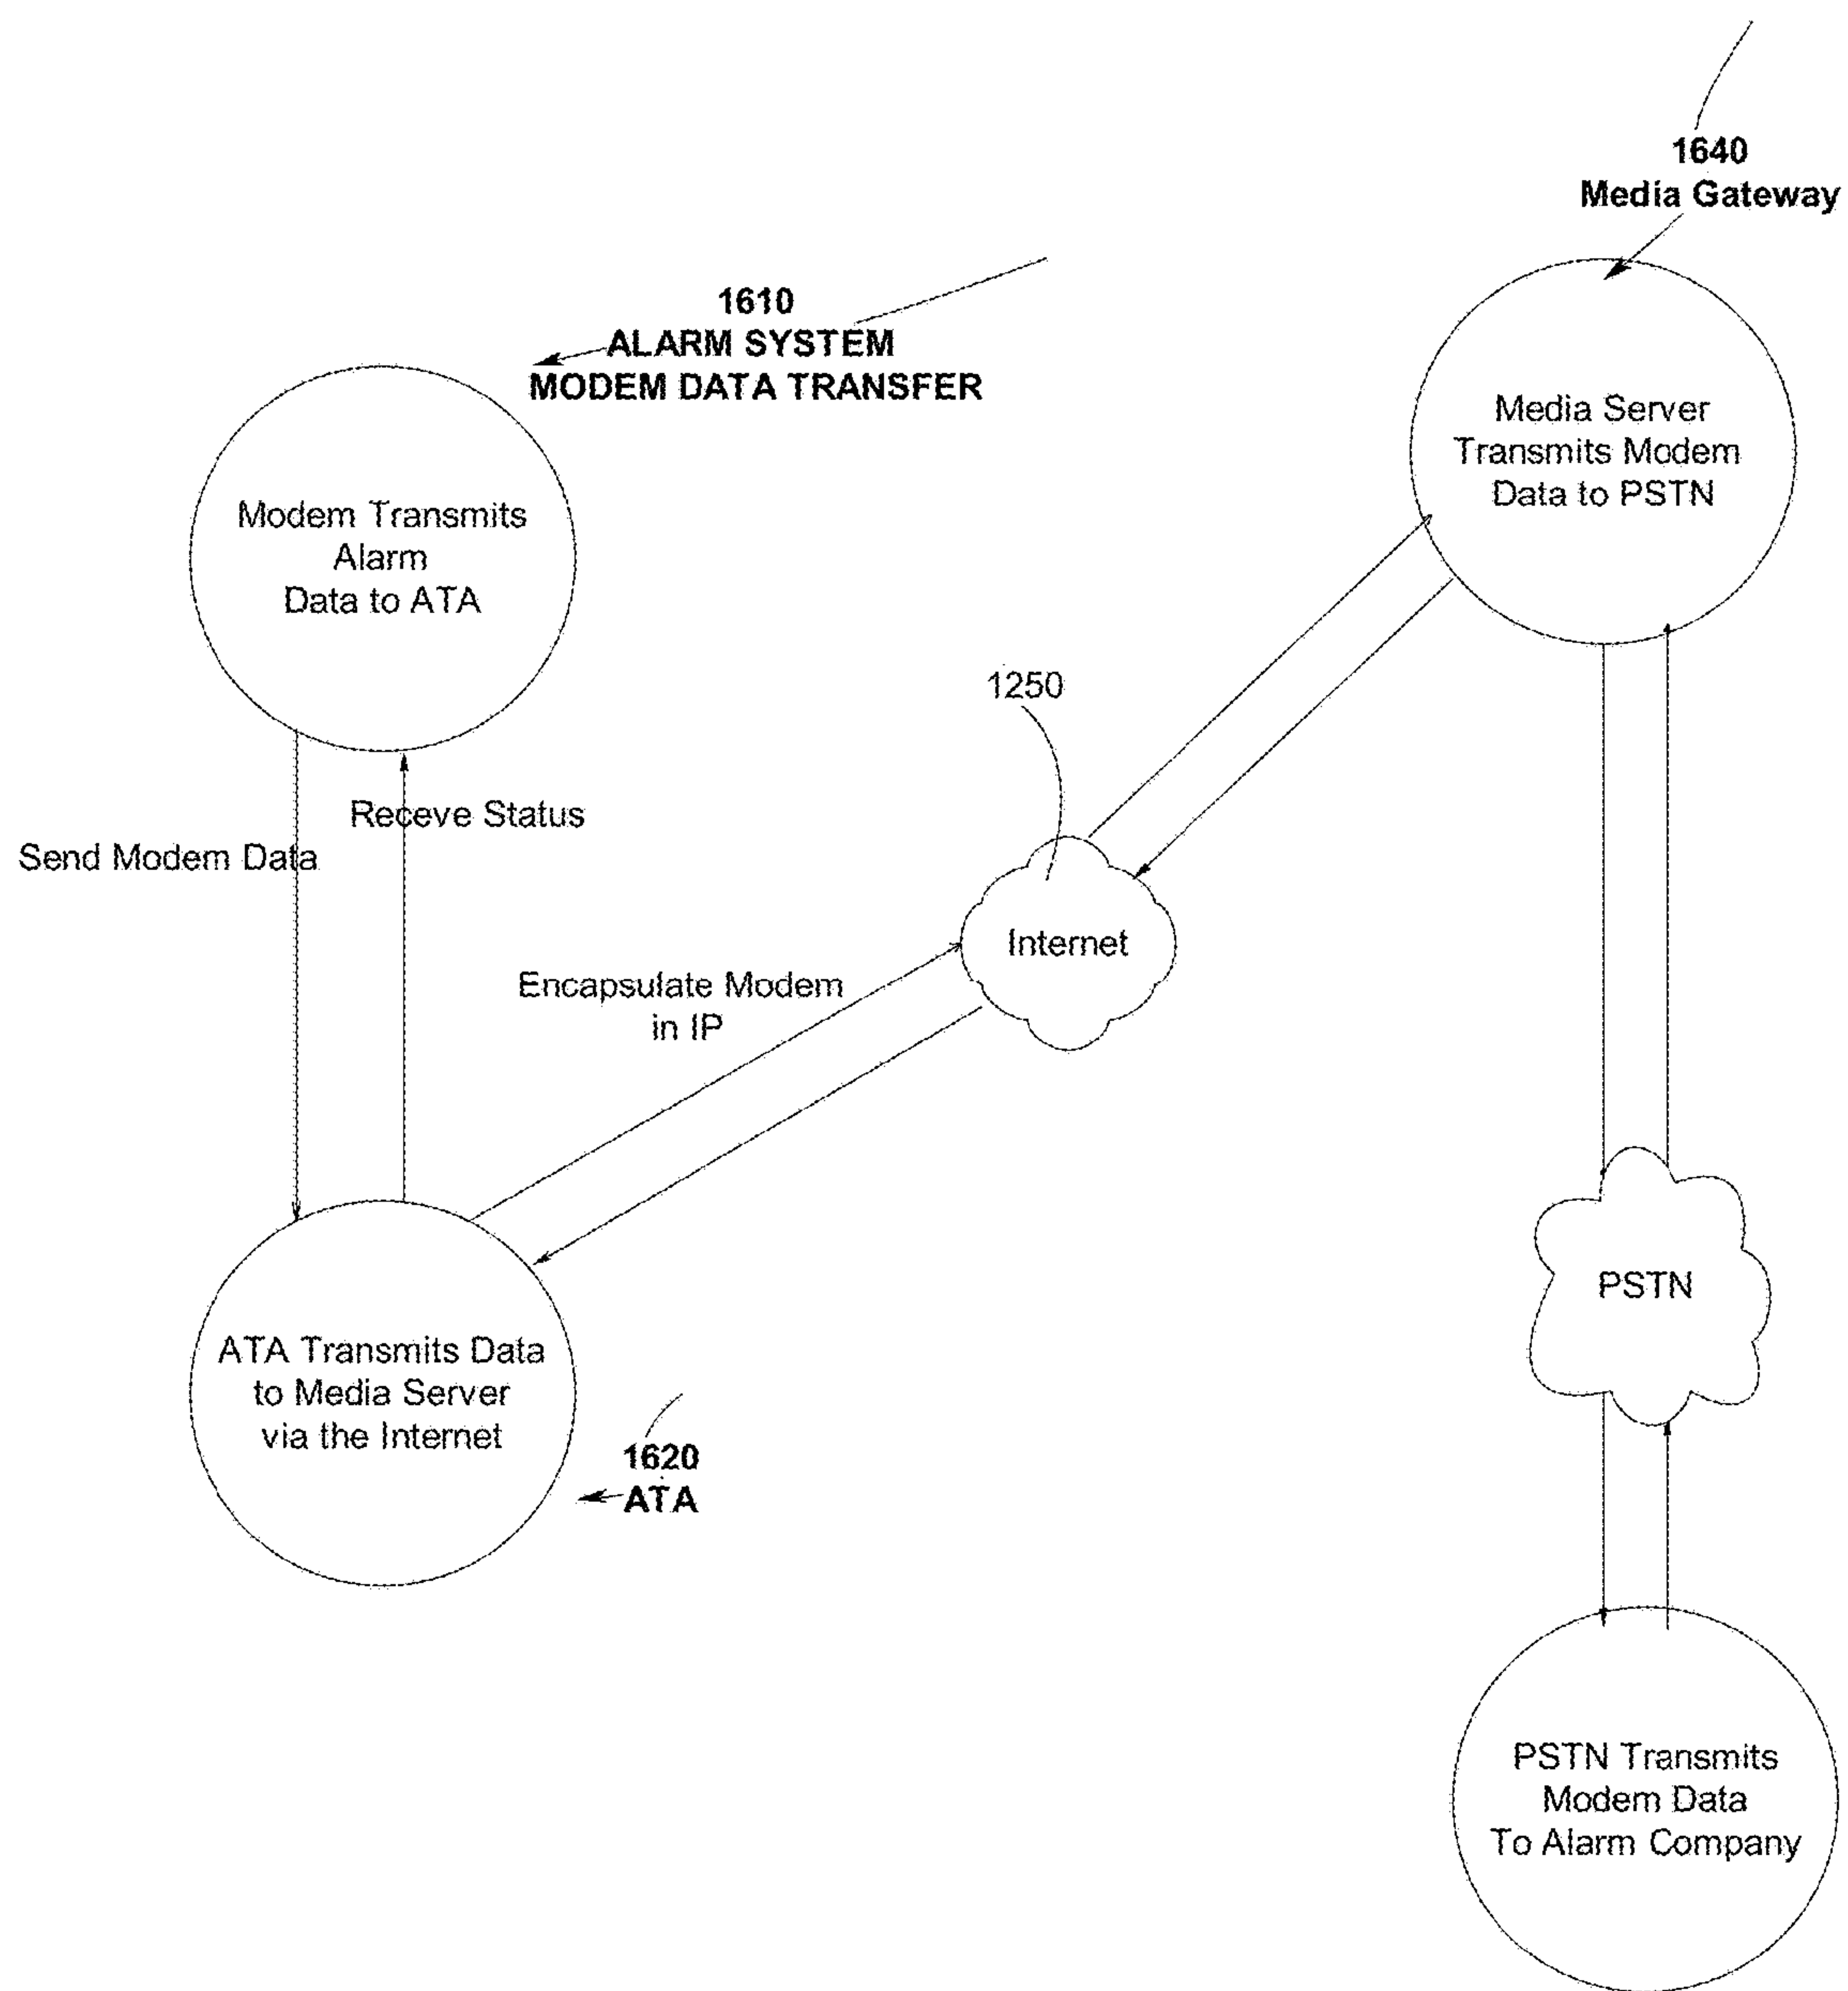 1640
Media Gateway
1610
ALARM SYSTEM
MODEM DATA TRANSFER
Media Server
Transmits Modem
Data to PSTN
Modem Transmits
Alarm
Data to ATA
1250
Receve Status
Send Modem Data
Internet
Encapsulate Modem
in IP
PSTN
ATA Transmits Data
to Media Server
via the Internet
1620
ATA
PSTN Transmits
Modem Data
To Alarm Company